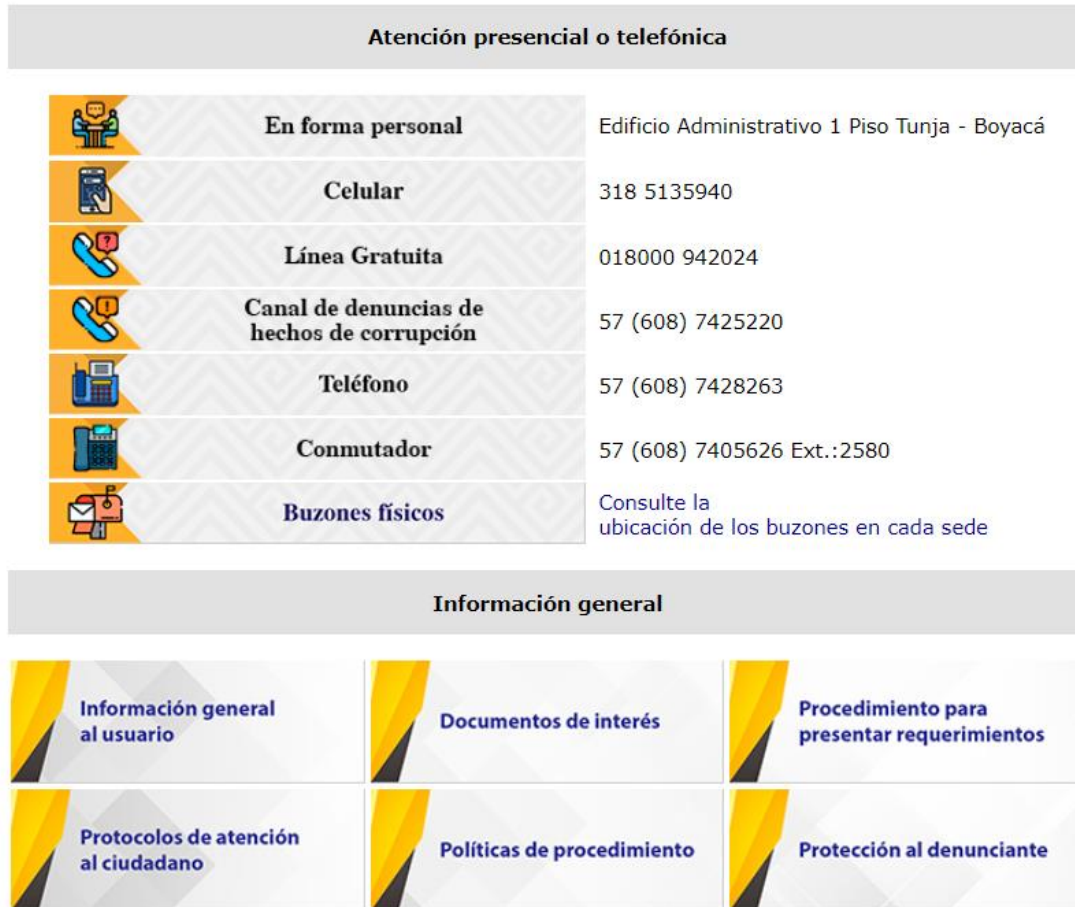 Atención presencial o telefónica
En forma personal
Edificio Administrativo 1 Piso Tunja - Boyacá
Celular
318 5135940
Línea Gratuita
018000 942024
Canal de denuncias de
hechos de corrupción
57 (608) 7425220
Teléfono
57 (608) 7428263
Conmutador
57 (608) 7405626 Ext.:2580
Buzones físicos
Consulte la
ubicación de los buzones en cada sede
Información general
Información general
al usuario
Documentos de interés
Procedimiento para
presentar requerimientos
Protocolos de atención
al ciudadano
Políticas de procedimiento
Protección al denunciante